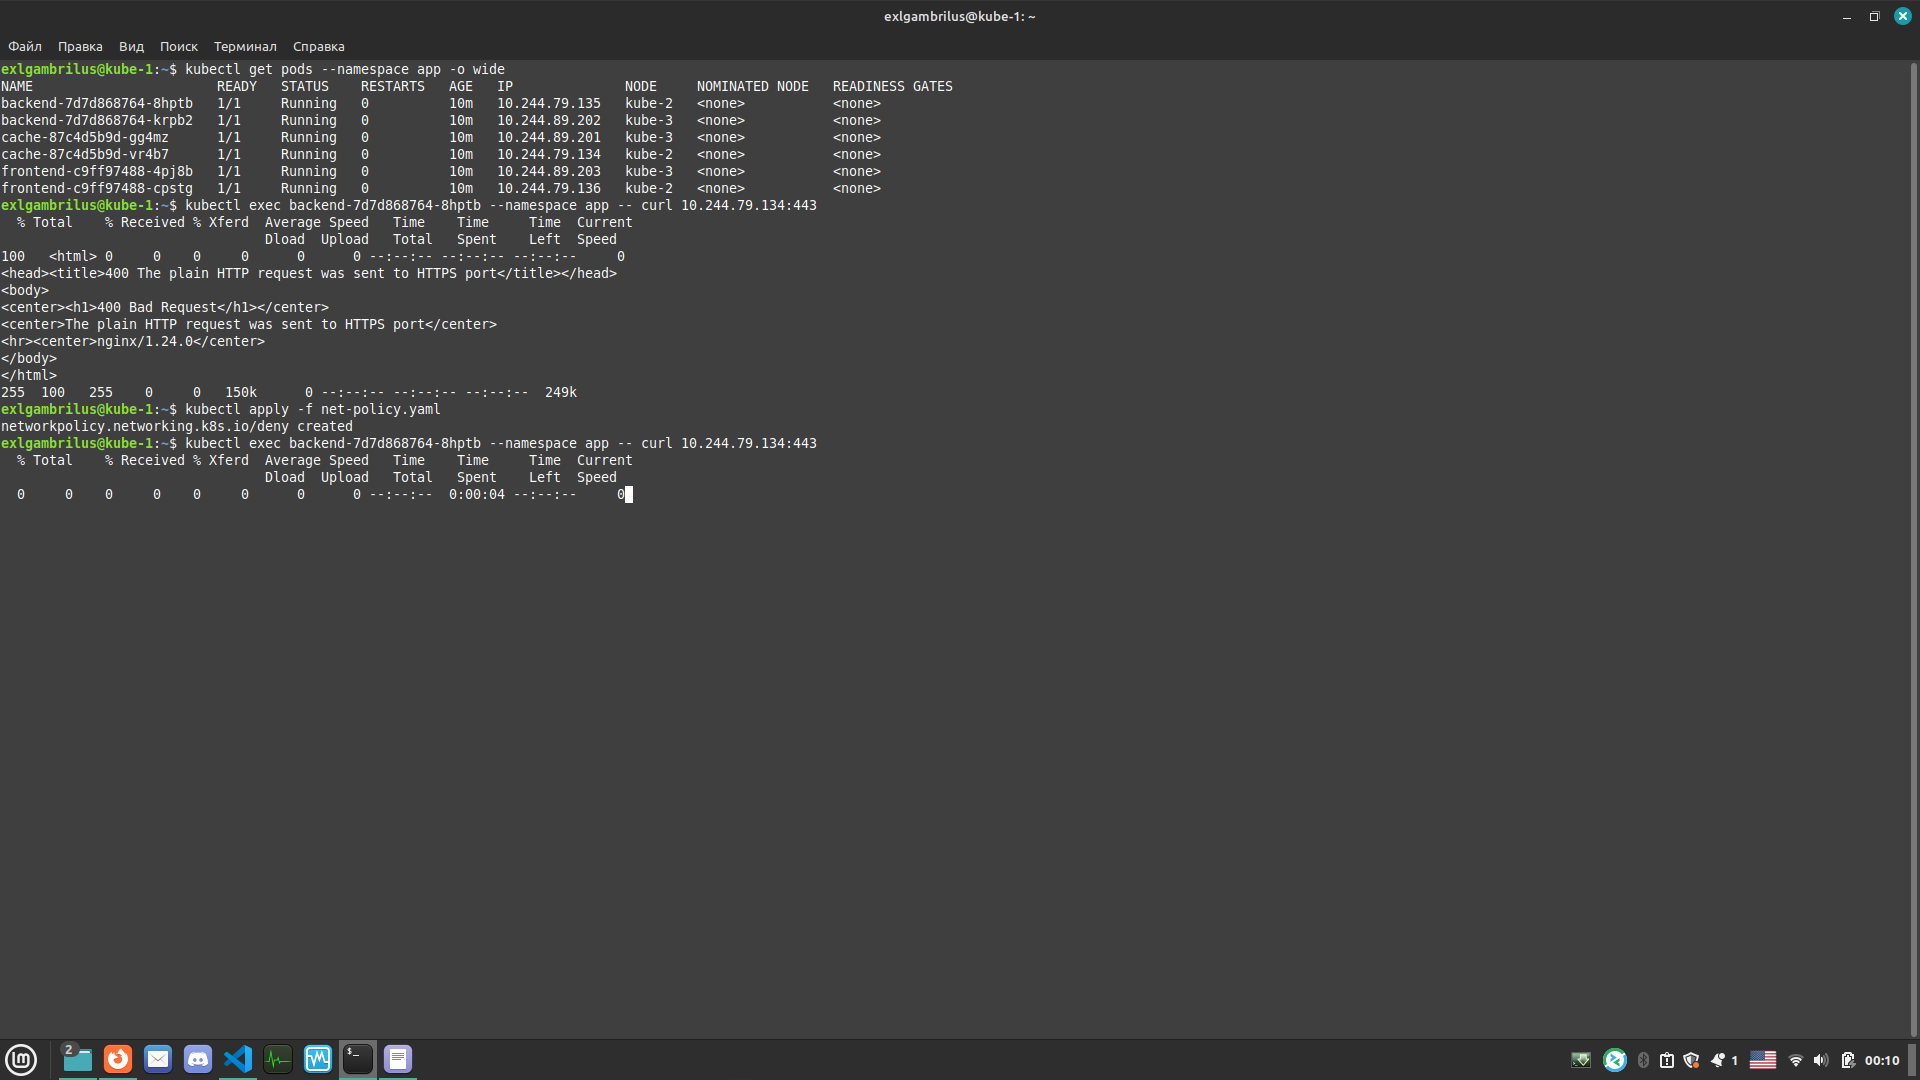 exlgambrilus@kube-1: ~
Файл Правка Вид Поиск Терминал Справка
exlgambrilus@kube-1:~$ kubectl get pods --namespace app -o wide
NAME                       READY   STATUS    RESTARTS   AGE   IP              NODE     NOMINATED NODE   READINESS GATES
backend-7d7d868764-8hptb   1/1     Running   0          10m   10.244.79.135   kube-2   <none>           <none>
backend-7d7d868764-krpb2   1/1     Running   0          10m   10.244.89.202   kube-3   <none>           <none>
cache-87c4d5b9d-gg4mz      1/1     Running   0          10m   10.244.89.201   kube-3   <none>           <none>
cache-87c4d5b9d-vr4b7      1/1     Running   0          10m   10.244.79.134   kube-2   <none>           <none>
frontend-c9ff97488-4pj8b   1/1     Running   0          10m   10.244.89.203   kube-3   <none>           <none>
frontend-c9ff97488-cpstg   1/1     Running   0          10m   10.244.79.136   kube-2   <none>           <none>
exlgambrilus@kube-1:~$ kubectl exec backend-7d7d868764-8hptb --namespace app -- curl 10.244.79.134:443
  % Total    % Received % Xferd  Average Speed   Time    Time     Time  Current
                                 Dload  Upload   Total   Spent    Left  Speed
100   <html> 0     0    0     0      0      0 --:--:-- --:--:-- --:--:--     0
<head><title>400 The plain HTTP request was sent to HTTPS port</title></head>
<body>
<center><h1>400 Bad Request</h1></center>
<center>The plain HTTP request was sent to HTTPS port</center>
<hr><center>nginx/1.24.0</center>
</body>
</html>
255  100   255    0     0   150k      0 --:--:-- --:--:-- --:--:--  249k
exlgambrilus@kube-1:~$ kubectl apply -f net-policy.yaml
networkpolicy.networking.k8s.io/deny created
exlgambrilus@kube-1:~$ kubectl exec backend-7d7d868764-8hptb --namespace app -- curl 10.244.79.134:443
  % Total    % Received % Xferd  Average Speed   Time    Time     Time  Current
                                 Dload  Upload   Total   Spent    Left  Speed
  0     0    0     0    0     0      0      0 --:--:--  0:00:04 --:--:--     0
2
$_
1
00:10